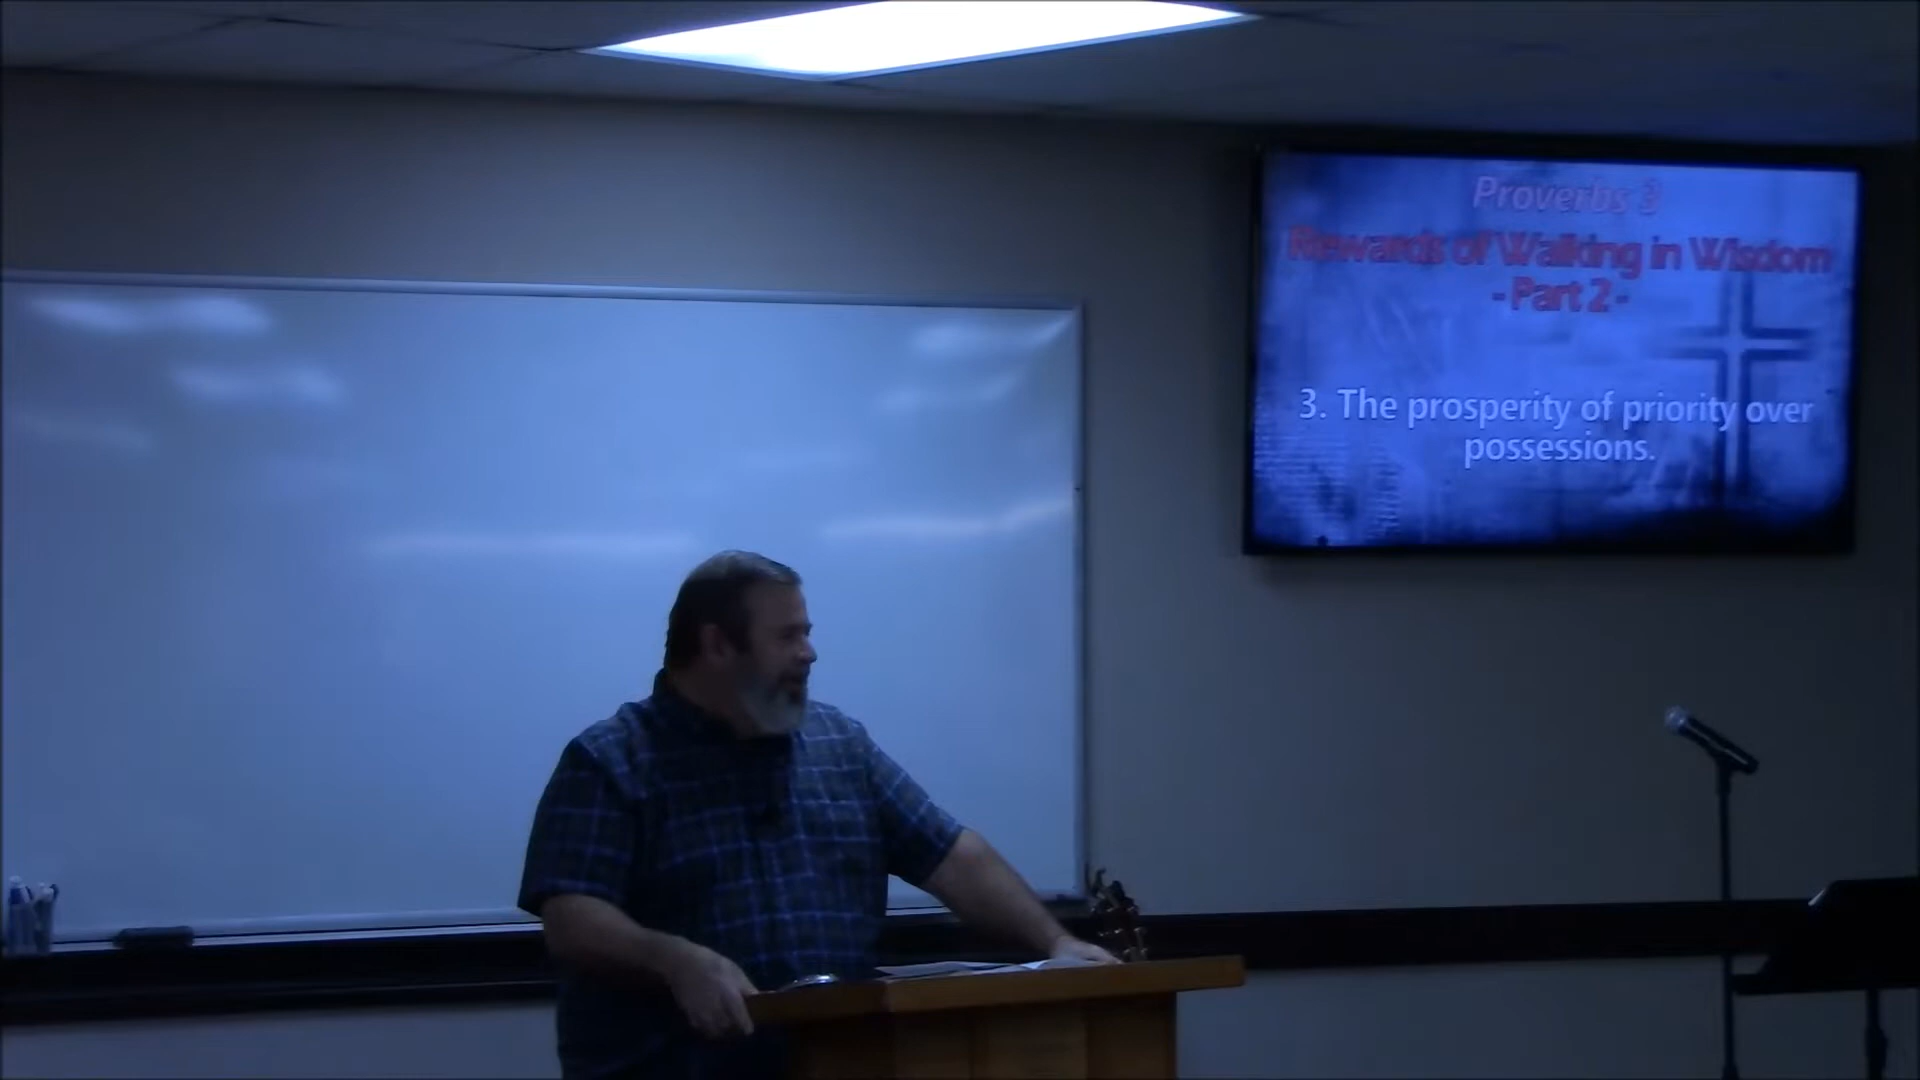 Proverbs 3
Rewards of Walking in Wisdom
- Part 2 -
3. The prosperity of priority over
possessions.